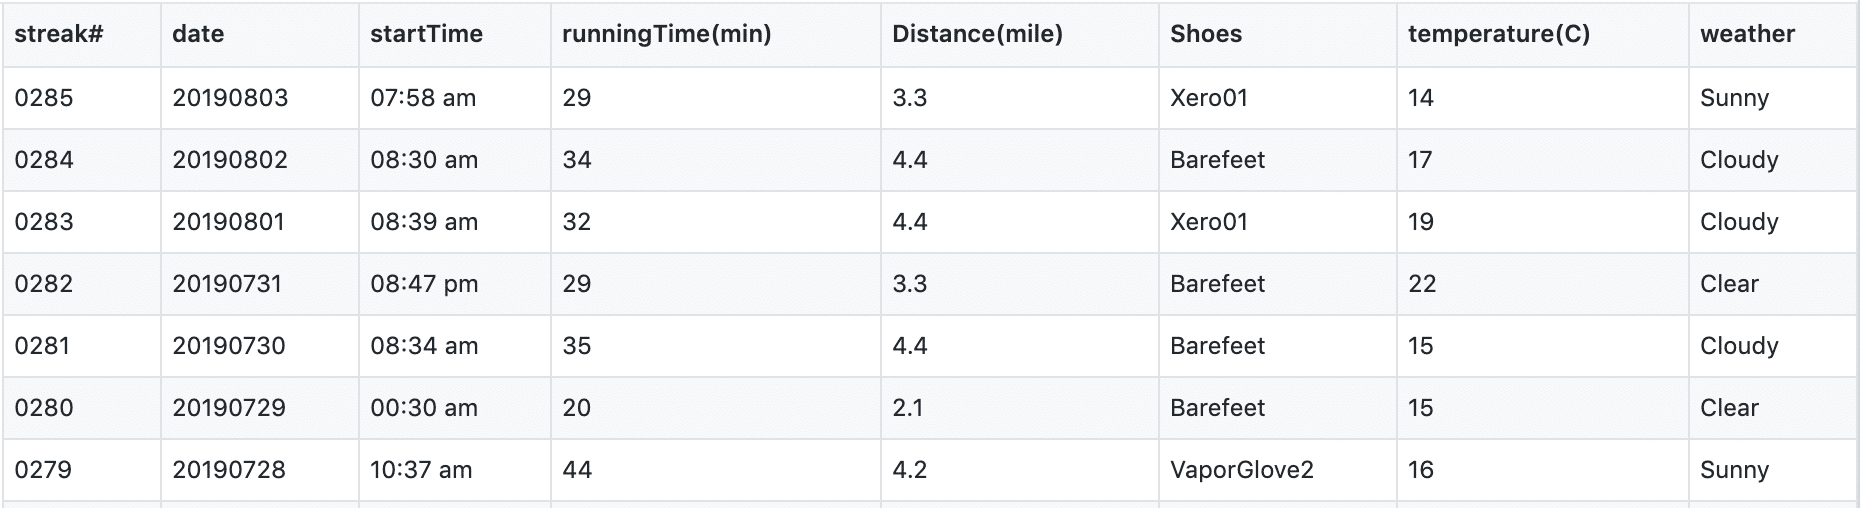 streak# date startTime runningTime(min) Distance(mile) Shoes temperature(C) weather
0285 20190803 07:58 am 29 3.3 Xero01 14 Sunny
0284 20190802 08:30 am 34 4.4 Barefeet 17 Cloudy
0283 20190801 08:39 am 32 4.4 Xero01 19 Cloudy
0282 20190731 08:47 pm 29 3.3 Barefeet 22 Clear
0281 20190730 08:34 am 35 4.4 Barefeet 15 Cloudy
0280 20190729 00:30 am 20 2.1 Barefeet 15 Clear
0279 20190728 10:37 am 44 4.2 VaporGlove2 16 Sunny